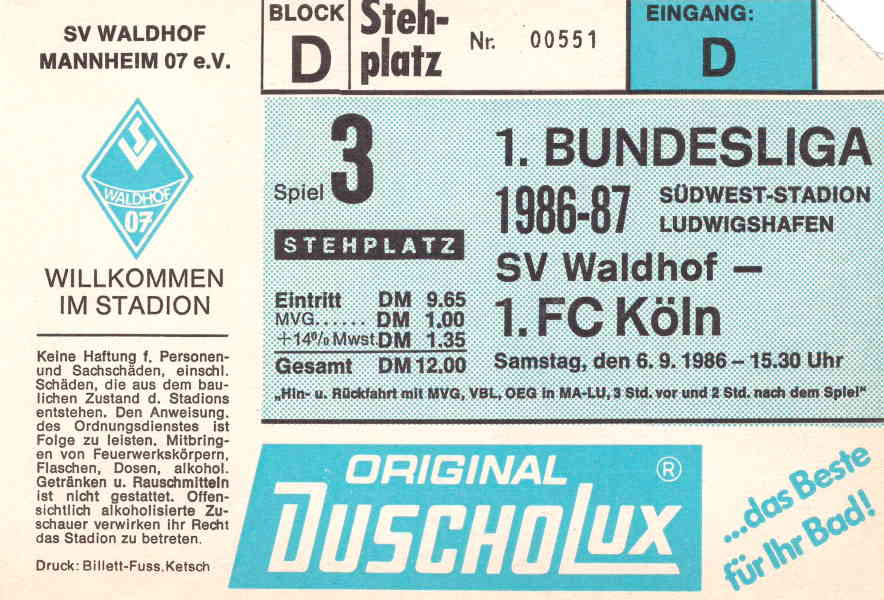 SV WALDHOF
MANNHEIM 07 e.V.
WALDHOF
07
WILLKOMMEN
IM STADION
Keine Haftung f. Personen-
und Sachschäden, einschl.
Schäden, die aus dem bau-
lichen Zustand d. Stadions
entstehen. Den Anweisung.
des Ordnungsdienstes ist
Folge zu leisten. Mitbring-
en von Feuerwerkskörpern,
Flaschen, Dosen, alkohol.
Getränken u. Rauschmitteln
ist nicht gestattet. Offen-
sichtlich alkoholisierte Zu-
schauer verwirken ihr Recht
das Stadion zu betreten.
Druck: Billett-Fuss.Ketsch
BLOCK
D
Steh-
platz
Nr. 00551
EINGANG:
D
Spiel 3
STEHPLATZ
Eintritt DM 9.65
MVG...... DM 1.00
+14% Mwst. DM 1.35
Gesamt DM 12.00
1. BUNDESLIGA
1986-87
SÜDWEST-STADION
LUDWIGSHAFEN
SV Waldhof –
1. FC Köln
Samstag, den 6. 9. 1986 – 15.30 Uhr
„Hin- u. Rückfahrt mit MVG, VBL, OEG in MA-LU, 3 Std. vor und 2 Std. nach dem Spiel"
ORIGINAL ®
DUSCHOLUX
...das Beste
für Ihr Bad!